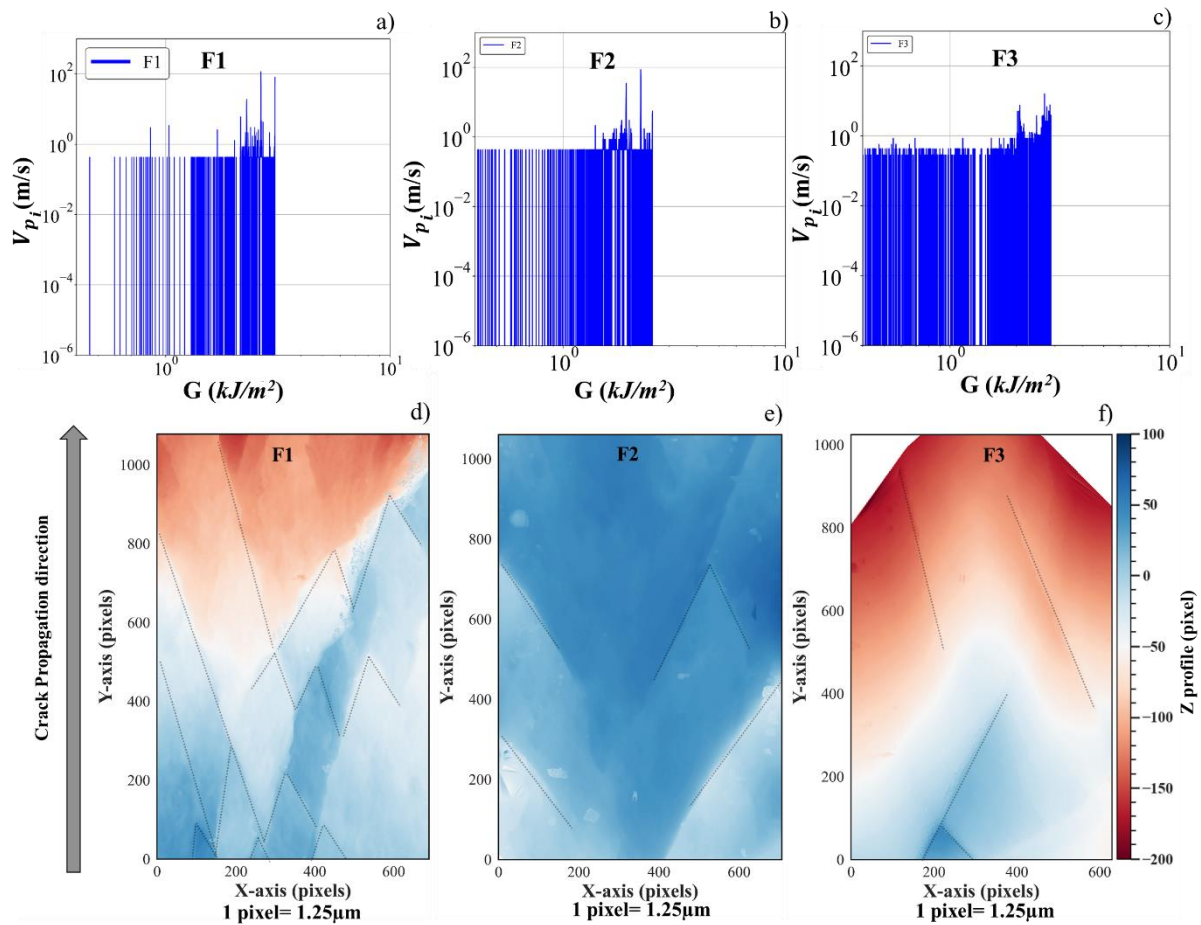 a)
F1
F1
10^2
10^0
10^-2
10^-4
10^-6
V_{p_i}(m/s)
10^0
10^1
G (kJ/m^2)
b)
F2
F2
10^2
10^0
10^-2
10^-4
10^-6
V_{p_i}(m/s)
10^0
10^1
G (kJ/m^2)
c)
F3
F3
10^2
10^0
10^-2
10^-4
10^-6
V_{p_i}(m/s)
10^0
10^1
G (kJ/m^2)
Crack Propagation direction
d)
F1
1000
800
600
400
200
0
Y-axis (pixels)
0 200 400 600
X-axis (pixels)
1 pixel= 1.25μm
e)
F2
1000
800
600
400
200
0
Y-axis (pixels)
0 200 400 600
X-axis (pixels)
1 pixel= 1.25μm
f)
F3
1000
800
600
400
200
0
0 200 400 600
X-axis (pixels)
1 pixel= 1.25μm
100
50
0
−50
−100
−150
−200
Z profile (pixel)